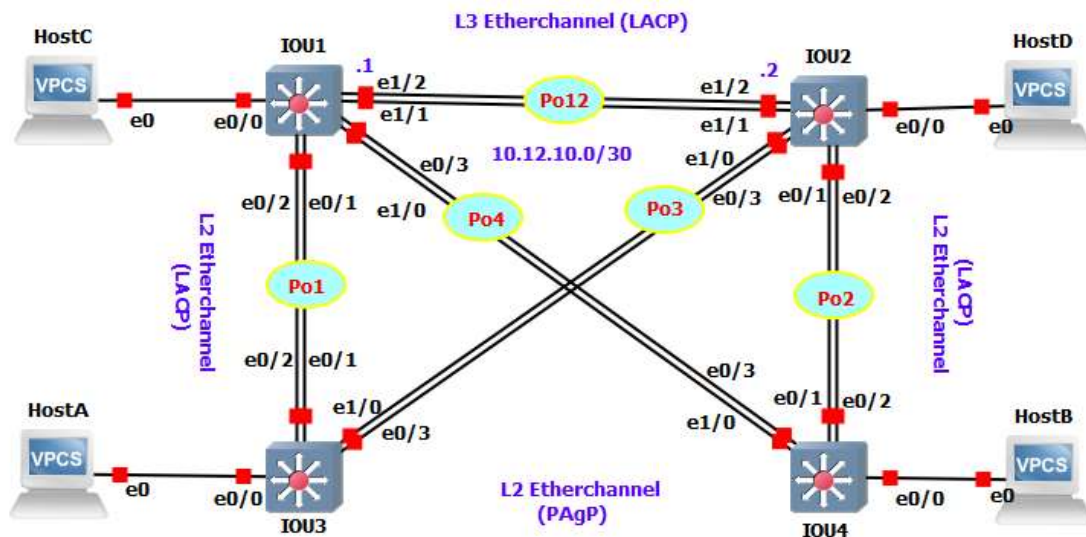 L3 Etherchannel (LACP)
HostC
IOU1
IOU2
HostD
VPCS
.1
e1/2
e1/1
Po12
.2
e1/2
e1/1
VPCS
e0
e0/0
e0/0
e0
10.12.10.0/30
e0/3
e1/0
Po4
e1/0
e0/3
Po3
e0/2
e0/1
e0/1
e0/2
L2 Etherchannel
(LACP)
Po1
Po2
L2 Etherchannel
(LACP)
e0/2
e0/1
e1/0
e0/3
e0/3
e1/0
e0/1
e0/2
HostA
VPCS
e0
e0/0
IOU3
L2 Etherchannel
(PAgP)
IOU4
HostB
VPCS
e0/0
e0